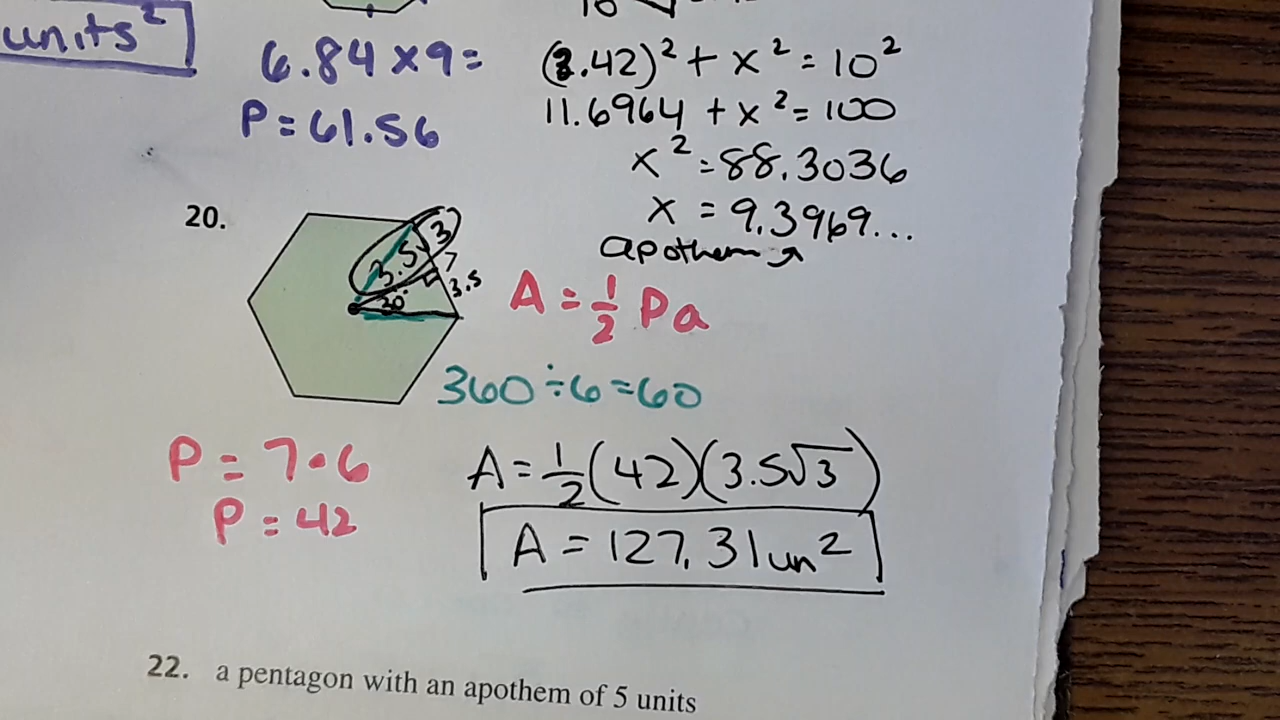 units²
6.84 x 9 =
P = 61.56
10
(3.42)² + x² = 10²
11.6964 + x² = 100
x² = 88.3036
x = 9.3969...
apothem
20.
3.5√3
7
3.5
30°
A = 1/2 Pa
360 ÷ 6 = 60
P = 7 • 6
P = 42
A = 1/2 (42)(3.5√3)
A = 127.31 un²
22. a pentagon with an apothem of 5 units